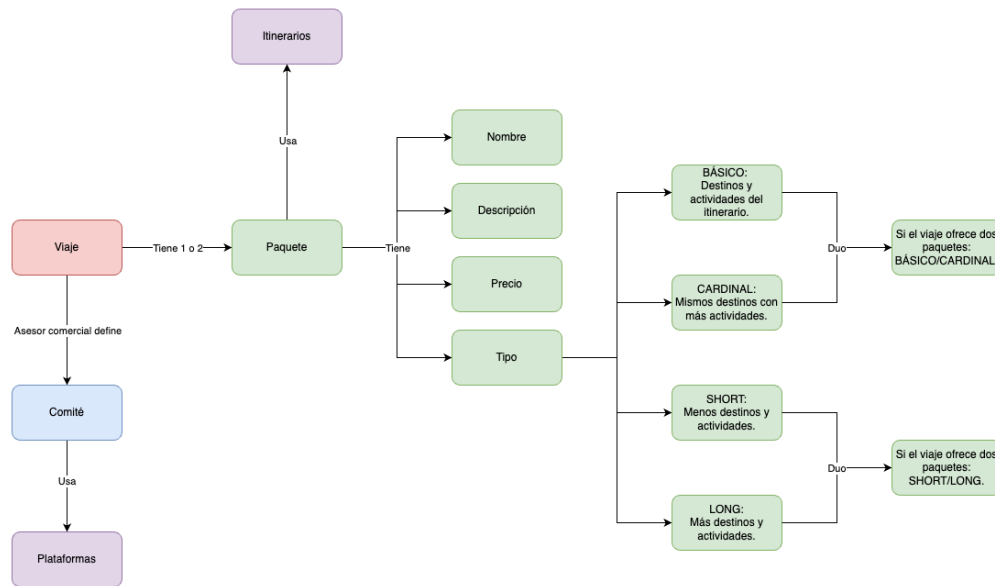 Itinerarios
Usa
Nombre
Descripción
Precio
Tipo
Viaje
Tiene 1 o 2
Paquete
Tiene
BÁSICO:
Destinos y
actividades del
itinerario.
CARDINAL:
Mismos destinos con
más actividades.
Duo
Si el viaje ofrece dos
paquetes:
BÁSICO/CARDINAL
Asesor comercial define
Comité
Usa
Plataformas
SHORT:
Menos destinos y
actividades.
LONG:
Más destinos y
actividades.
Duo
Si el viaje ofrece dos
paquetes:
SHORT/LONG.